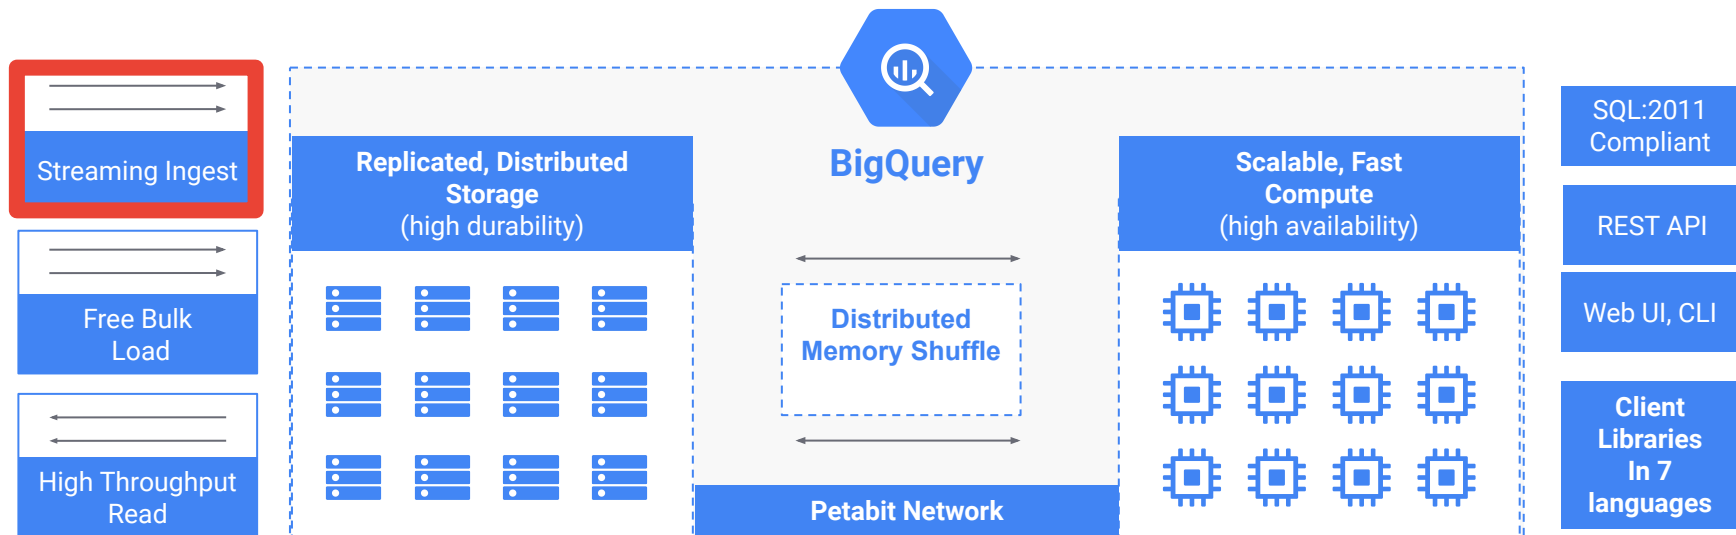 Streaming Ingest
Free Bulk
Load
High Throughput
Read
Replicated, Distributed
Storage
(high durability)
BigQuery
Distributed
Memory Shuffle
Petabit Network
Scalable, Fast
Compute
(high availability)
SQL:2011
Compliant
REST API
Web UI, CLI
Client
Libraries
In 7
languages